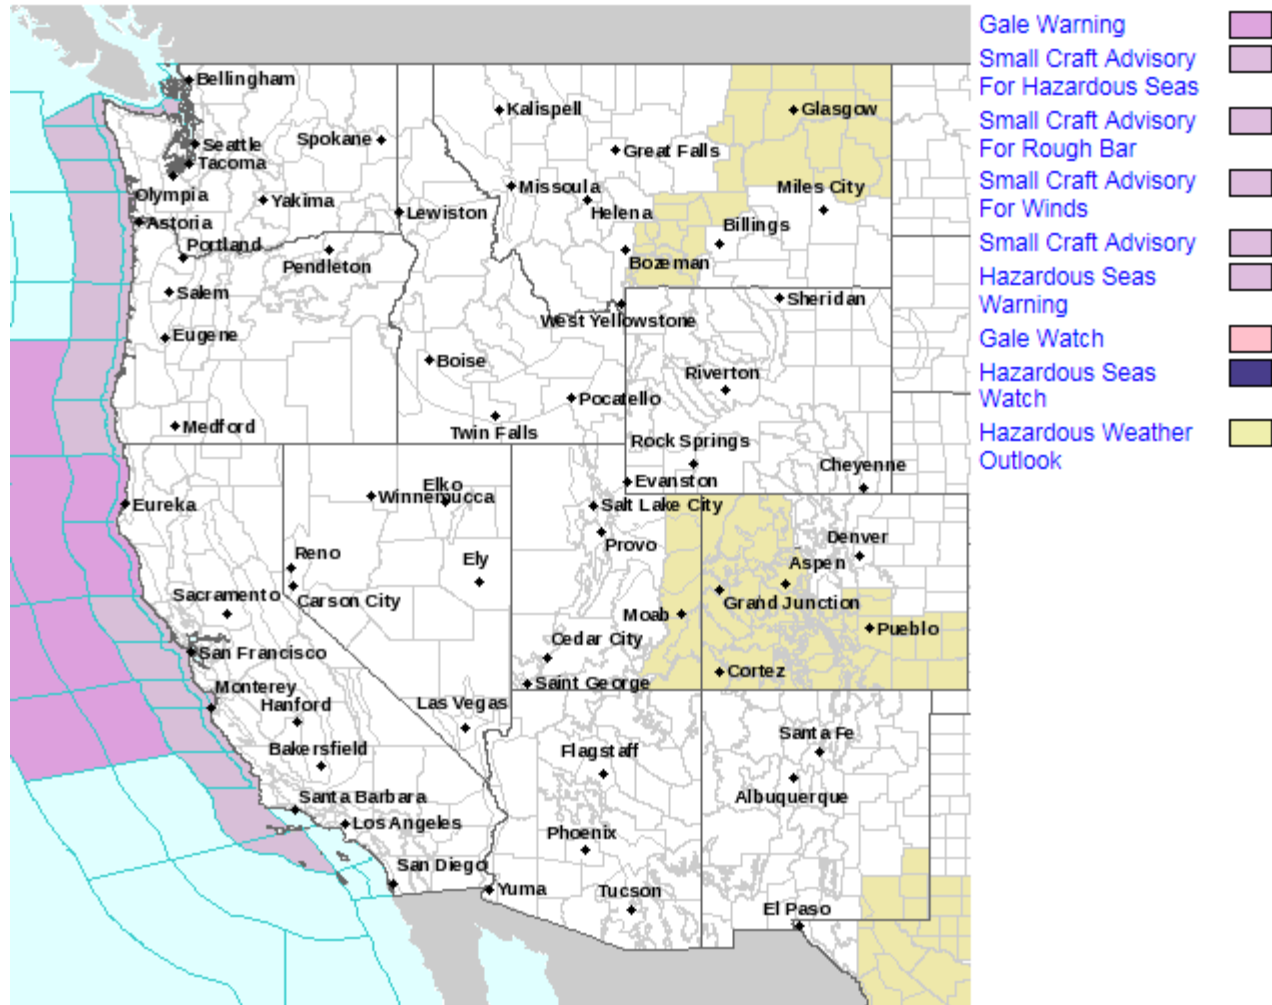 Bellingham
Kalispell
Glasgow
Seattle
Spokane
Great Falls
Tacoma
Olympia
Missoula
Miles City
Yakima
Helena
Astoria
Lewiston
Billings
Portland
Pendleton
Bozeman
Salem
Sheridan
West Yellowstone
Eugene
Boise
Riverton
Pocatello
Medford
Twin Falls
Rock Springs
Cheyenne
Elko
Evanston
Winnemucca
Eureka
Salt Lake City
Provo
Denver
Reno
Ely
Aspen
Sacramento
Carson City
Grand Junction
Moab
Pueblo
Cedar City
San Francisco
Cortez
Monterey
Saint George
Hanford
Las Vegas
Santa Fe
Bakersfield
Flagstaff
Santa Barbara
Albuquerque
Los Angeles
Phoenix
San Diego
Yuma
Tucson
El Paso
Gale Warning
Small Craft Advisory
For Hazardous Seas
Small Craft Advisory
For Rough Bar
Small Craft Advisory
For Winds
Small Craft Advisory
Hazardous Seas
Warning
Gale Watch
Hazardous Seas
Watch
Hazardous Weather
Outlook